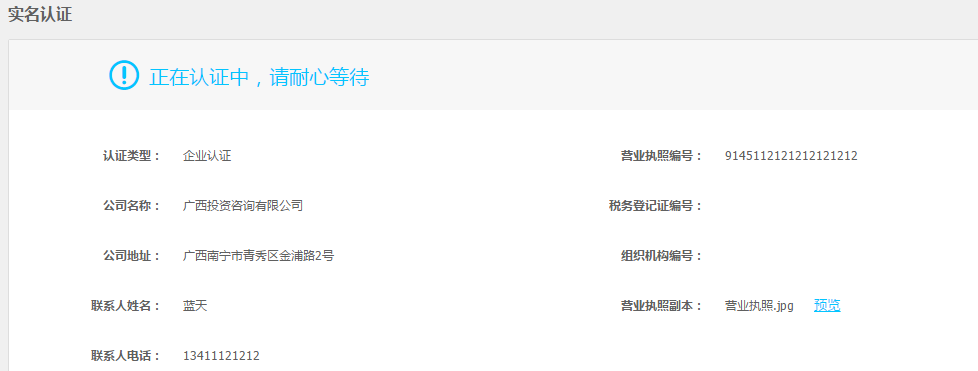 实名认证
正在认证中，请耐心等待
认证类型： 企业认证 营业执照编号： 9145112121212121212
公司名称： 广西投资咨询有限公司 税务登记证编号：
公司地址： 广西南宁市青秀区金浦路2号 组织机构编号：
联系人姓名： 蓝天 营业执照副本： 营业执照.jpg 预览
联系人电话： 13411121212